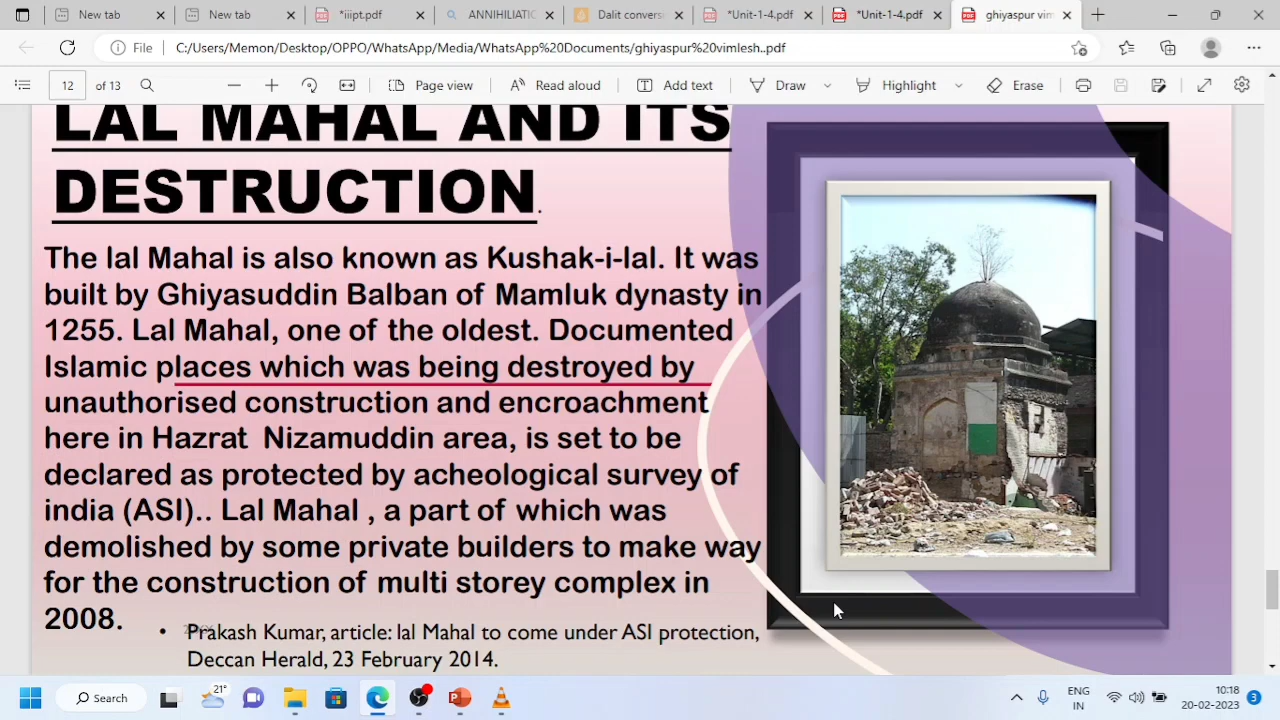 New tab
New tab
*iiipt.pdf
ANNIHILIATIC
Dalit convers
*Unit-1-4.pdf
*Unit-1-4.pdf
ghiyaspur vim
File
C:/Users/Memon/Desktop/OPPO/WhatsApp/Media/WhatsApp%20Documents/ghiyaspur%20vimlesh..pdf
12 of 13
Page view
Read aloud
Add text
Draw
Highlight
Erase
LAL MAHAL AND ITS
DESTRUCTION.
The lal Mahal is also known as Kushak-i-lal. It was
built by Ghiyasuddin Balban of Mamluk dynasty in
1255. Lal Mahal, one of the oldest. Documented
Islamic places which was being destroyed by
unauthorised construction and encroachment
here in Hazrat Nizamuddin area, is set to be
declared as protected by acheological survey of
india (ASI).. Lal Mahal , a part of which was
demolished by some private builders to make way
for the construction of multi storey complex in
2008.
• Prakash Kumar, article: lal Mahal to come under ASI protection,
Deccan Herald, 23 February 2014.
Search
21°
ENG
IN
10:18
20-02-2023
3